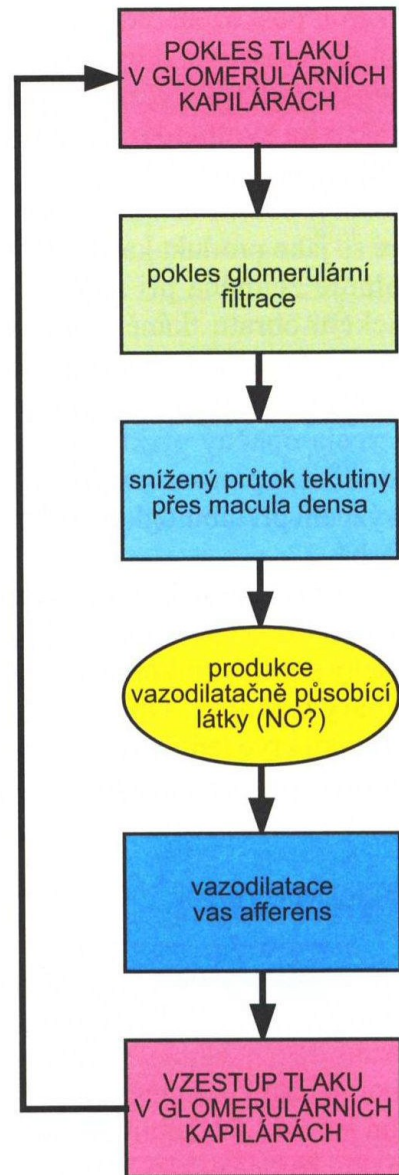 POKLES TLAKU
V GLOMERULÁRNÍCH
KAPILÁRÁCH
pokles glomerulární
filtrace
snížený průtok tekutiny
přes macula densa
produkce
vazodilatačně působící
látky (NO?)
vazodilatace
vas afferens
VZESTUP TLAKU
V GLOMERULÁRNÍCH
KAPILÁRÁCH